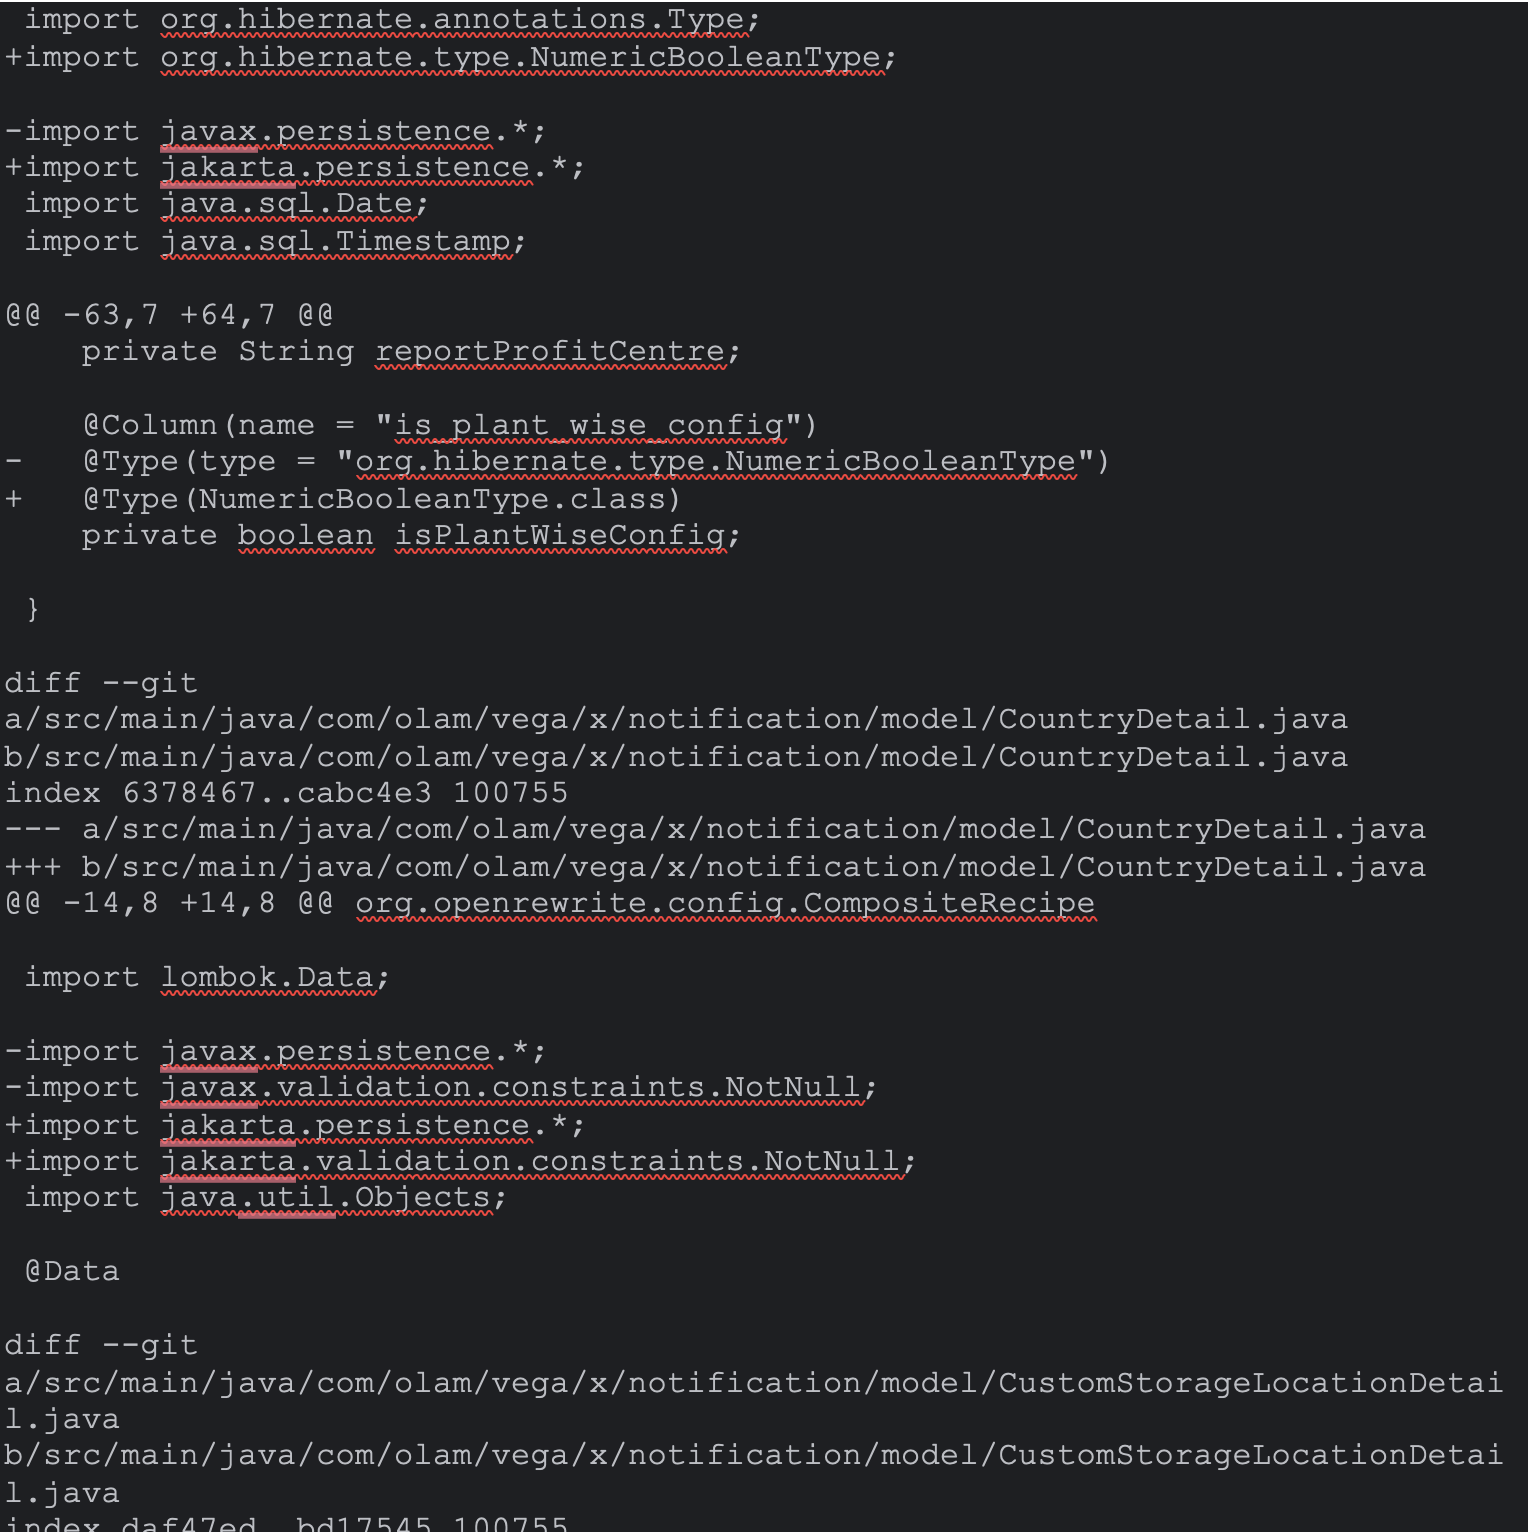 import org.hibernate.annotations.Type;
+import org.hibernate.type.NumericBooleanType;

-import javax.persistence.*;
+import jakarta.persistence.*;
 import java.sql.Date;
 import java.sql.Timestamp;

@@ -63,7 +64,7 @@
    private String reportProfitCentre;

    @Column(name = "is_plant_wise_config")
-   @Type(type = "org.hibernate.type.NumericBooleanType")
+   @Type(NumericBooleanType.class)
    private boolean isPlantWiseConfig;

 }

diff --git
a/src/main/java/com/olam/vega/x/notification/model/CountryDetail.java
b/src/main/java/com/olam/vega/x/notification/model/CountryDetail.java
index 6378467..cabc4e3 100755
--- a/src/main/java/com/olam/vega/x/notification/model/CountryDetail.java
+++ b/src/main/java/com/olam/vega/x/notification/model/CountryDetail.java
@@ -14,8 +14,8 @@ org.openrewrite.config.CompositeRecipe

 import lombok.Data;

-import javax.persistence.*;
-import javax.validation.constraints.NotNull;
+import jakarta.persistence.*;
+import jakarta.validation.constraints.NotNull;
 import java.util.Objects;

 @Data

diff --git
a/src/main/java/com/olam/vega/x/notification/model/CustomStorageLocationDetai
l.java
b/src/main/java/com/olam/vega/x/notification/model/CustomStorageLocationDetai
l.java
index daf47ed..bd17545 100755